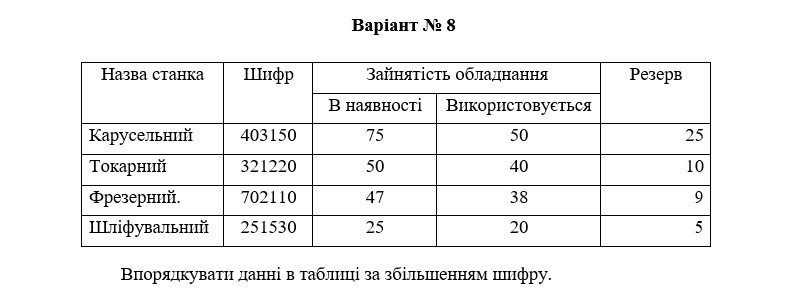 Варіант № 8
Назва станка Шифр Зайнятість обладнання Резерв
В наявності Використовується
Карусельний 403150 75 50 25
Токарний 321220 50 40 10
Фрезерний. 702110 47 38 9
Шліфувальний 251530 25 20 5
Впорядкувати данні в таблиці за збільшенням шифру.